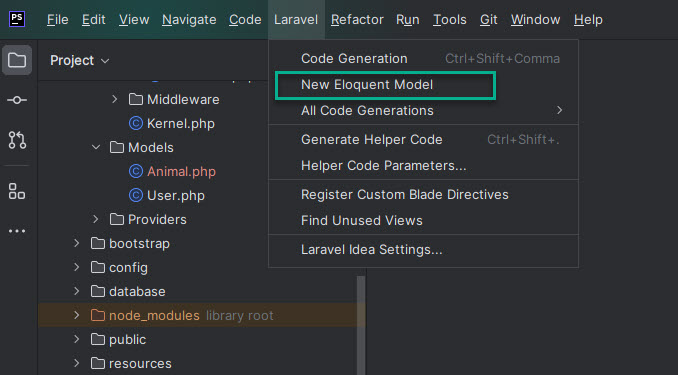 PS File Edit View Navigate Code Laravel Refactor Run Tools Git Window Help
Project
Code Generation Ctrl+Shift+Comma
New Eloquent Model
All Code Generations
Generate Helper Code Ctrl+Shift+.
Helper Code Parameters...
Register Custom Blade Directives
Find Unused Views
Laravel Idea Settings...
Middleware
Kernel.php
Models
Animal.php
User.php
Providers
bootstrap
config
database
node_modules library root
public
resources